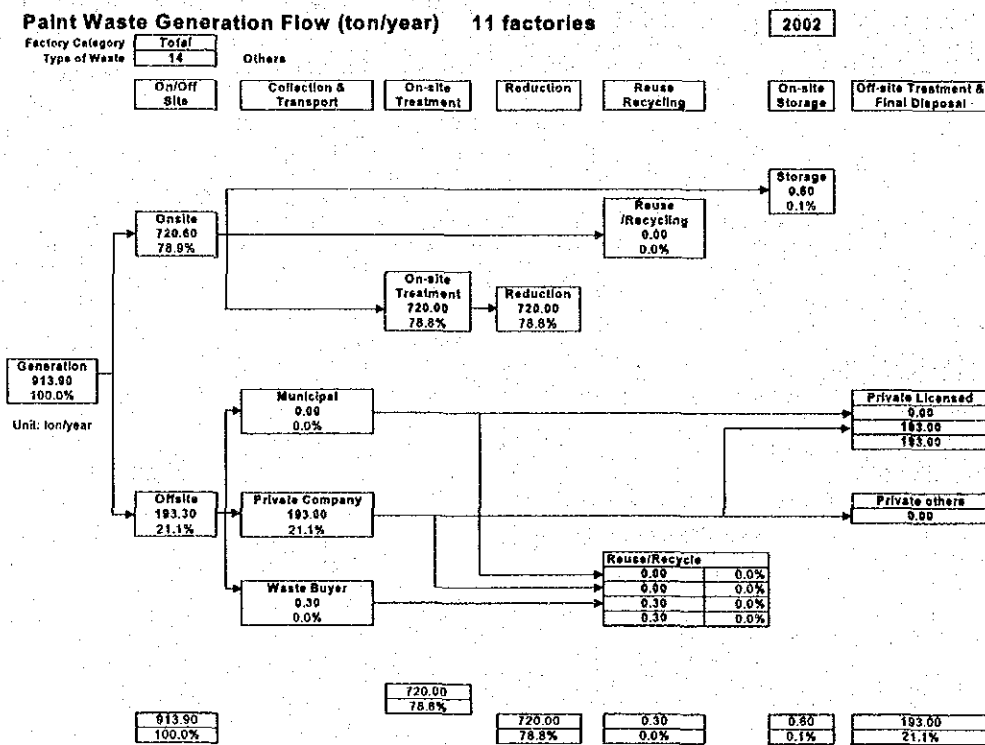 Paint Waste Generation Flow (ton/year) 11 factories 2002
Factory Category Total
Type of Waste 14 Others
On/Off Site
Collection & Transport
On-site Treatment
Reduction
Reuse Recycling
On-site Storage
Off-site Treatment & Final Disposal
Storage
0.60
0.1%
Onsite
720.60
78.9%
Reuse
/Recycling
0.00
0.0%
On-site
Treatment
720.00
78.8%
Reduction
720.00
78.8%
Generation
913.90
100.0%
Unit: ton/year
Municipal
0.00
0.0%
Private Licensed
0.00
193.00
193.00
Offsite
193.30
21.1%
Private Company
193.00
21.1%
Private others
0.00
Waste Buyer
0.30
0.0%
Reuse/Recycle
0.00 0.0%
0.00 0.0%
0.30 0.0%
0.30 0.0%
720.00
78.8%
913.90
100.0%
720.00
78.8%
0.30
0.0%
0.60
0.1%
193.00
21.1%